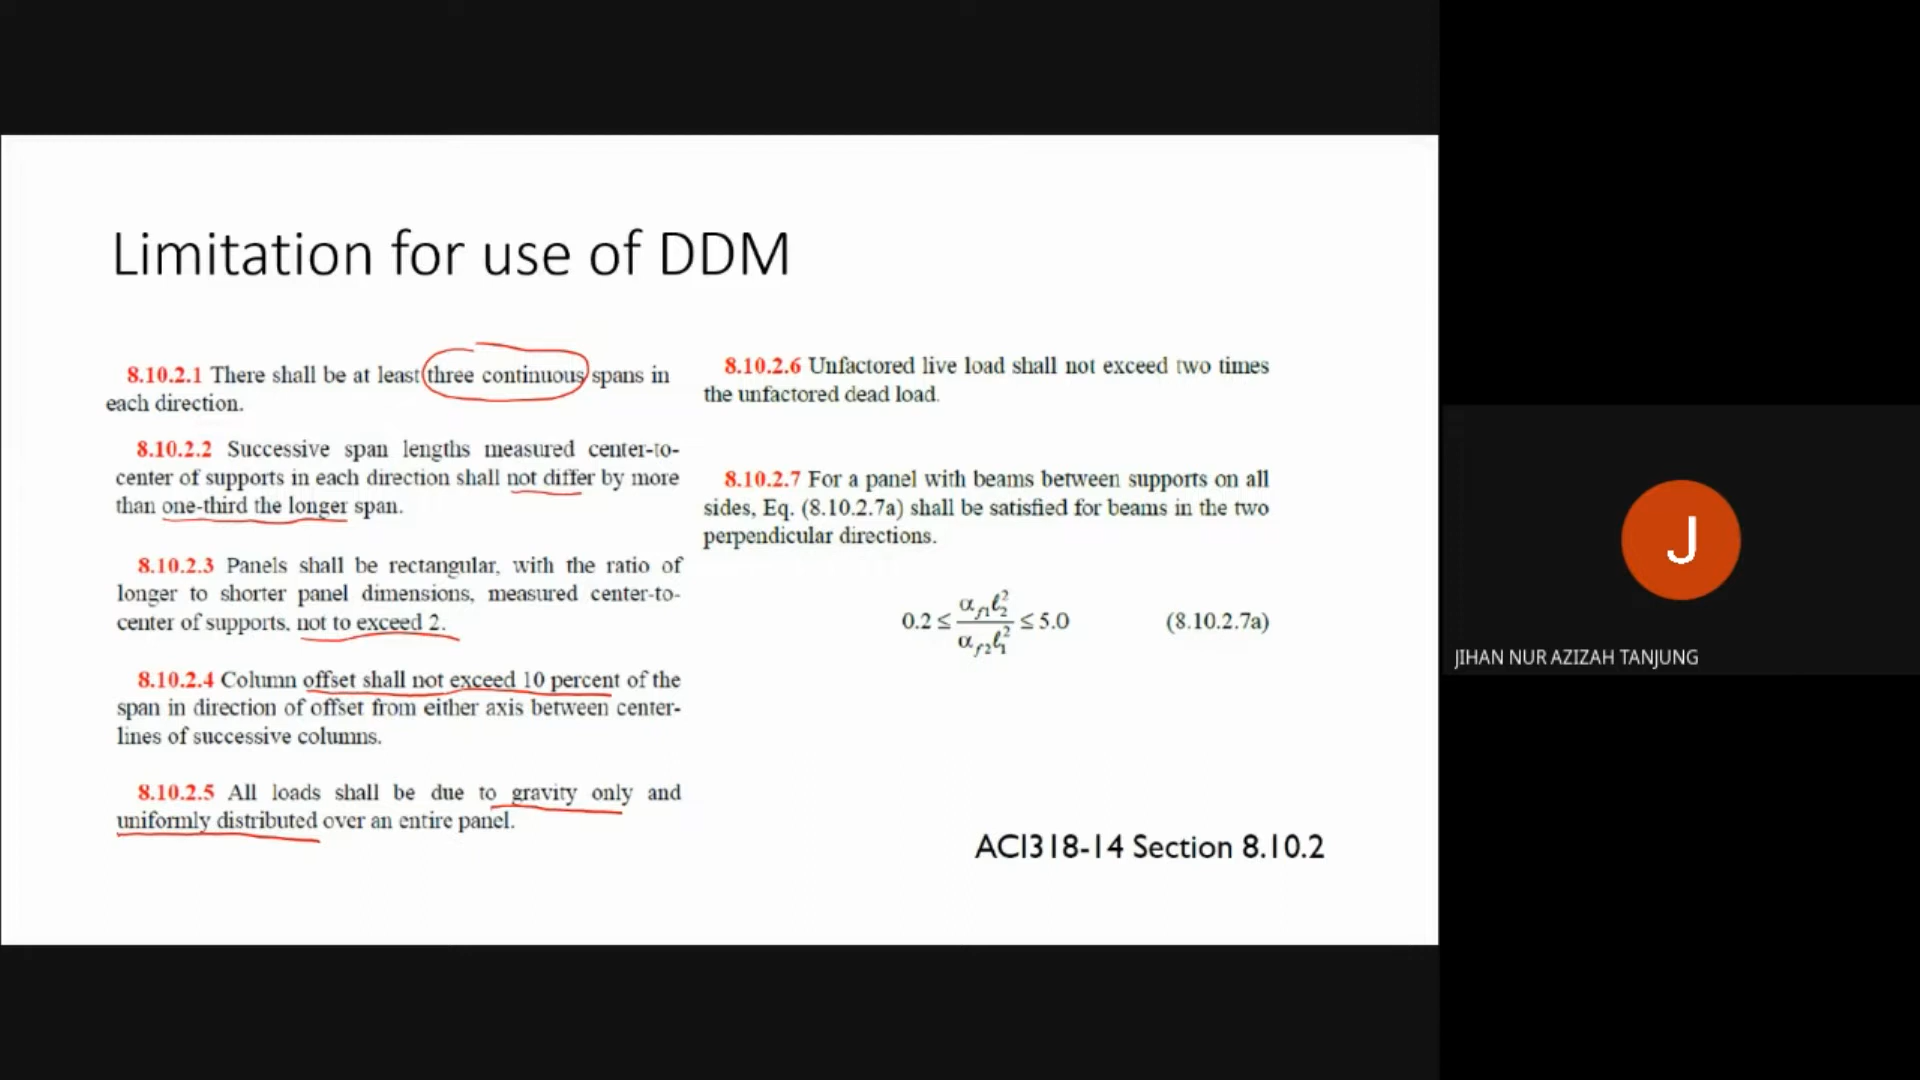 Limitation for use of DDM
8.10.2.1 There shall be at least three continuous spans in
each direction.
8.10.2.2 Successive span lengths measured center-to-
center of supports in each direction shall not differ by more
than one-third the longer span.
8.10.2.3 Panels shall be rectangular, with the ratio of
longer to shorter panel dimensions, measured center-to-
center of supports, not to exceed 2.
8.10.2.4 Column offset shall not exceed 10 percent of the
span in direction of offset from either axis between center-
lines of successive columns.
8.10.2.5 All loads shall be due to gravity only and
uniformly distributed over an entire panel.
8.10.2.6 Unfactored live load shall not exceed two times
the unfactored dead load.
8.10.2.7 For a panel with beams between supports on all
sides, Eq. (8.10.2.7a) shall be satisfied for beams in the two
perpendicular directions.
0.2 ≤ α_f1 ℓ_2^2 / α_f2 ℓ_1^2 ≤ 5.0 (8.10.2.7a)
ACI318-14 Section 8.10.2
J
JIHAN NUR AZIZAH TANJUNG